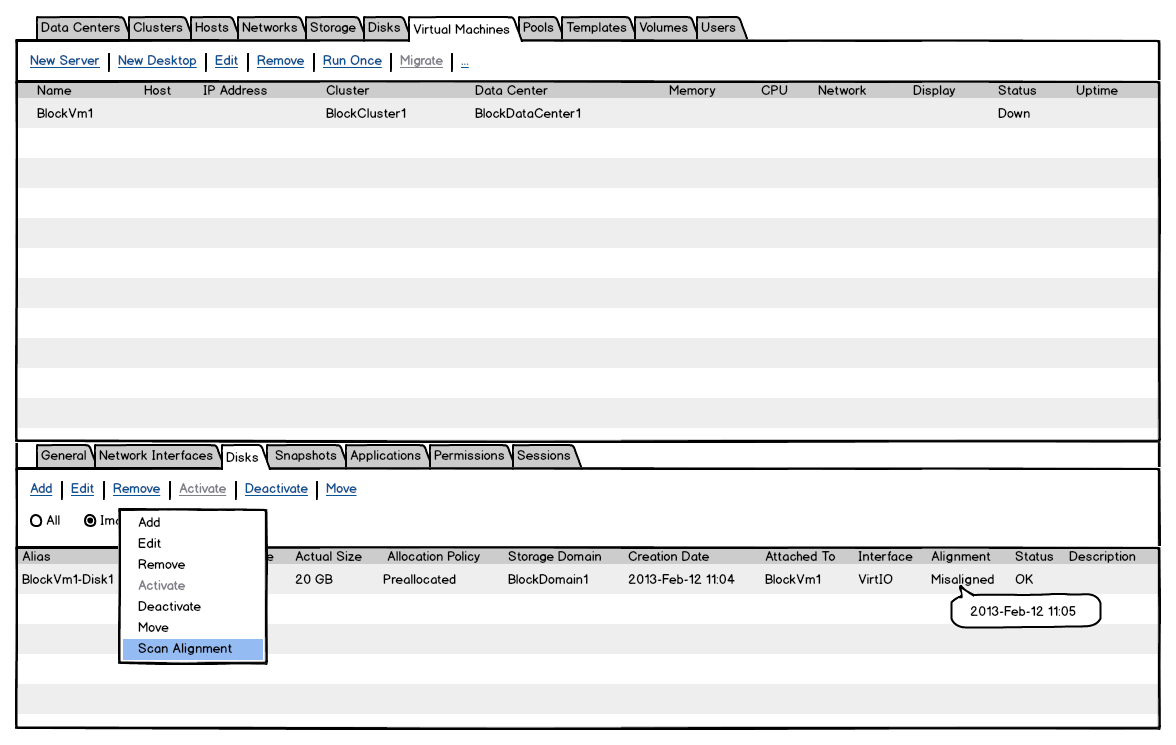 Data Centers Clusters Hosts Networks Storage Disks Virtual Machines Pools Templates Volumes Users
New Server New Desktop Edit Remove Run Once Migrate ...
Name Host IP Address Cluster Data Center Memory CPU Network Display Status Uptime
BlockVm1 BlockCluster1 BlockDataCenter1 Down
General Network Interfaces Disks Snapshots Applications Permissions Sessions
Add Edit Remove Activate Deactivate Move
All
Add
Edit
Remove
Activate
Deactivate
Move
Scan Alignment
Alias Actual Size Allocation Policy Storage Domain Creation Date Attached To Interface Alignment Status Description
BlockVm1-Disk1 20 GB Preallocated BlockDomain1 2013-Feb-12 11:04 BlockVm1 VirtIO Misaligned OK
2013-Feb-12 11:05